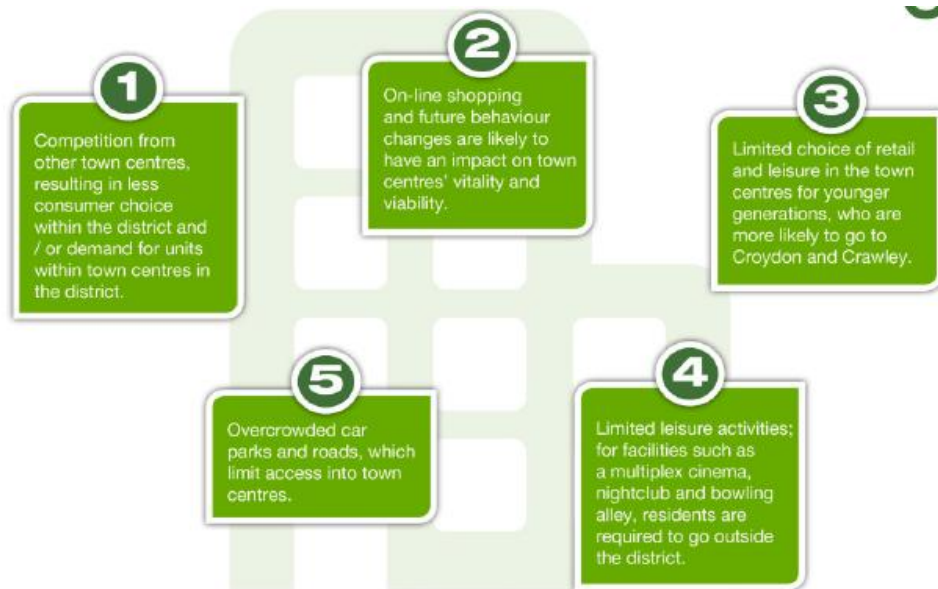 1
Competition from
other town centres,
resulting in less
consumer choice
within the district and
/ or demand for units
within town centres in
the district.
2
On-line shopping
and future behaviour
changes are likely to
have an impact on town
centres' vitality and
viability.
3
Limited choice of retail
and leisure in the town
centres for younger
generations, who are
more likely to go to
Croydon and Crawley.
4
Limited leisure activities;
for facilities such as
a multiplex cinema,
nightclub and bowling
alley, residents are
required to go outside
the district.
5
Overcrowded car
parks and roads, which
limit access into town
centres.